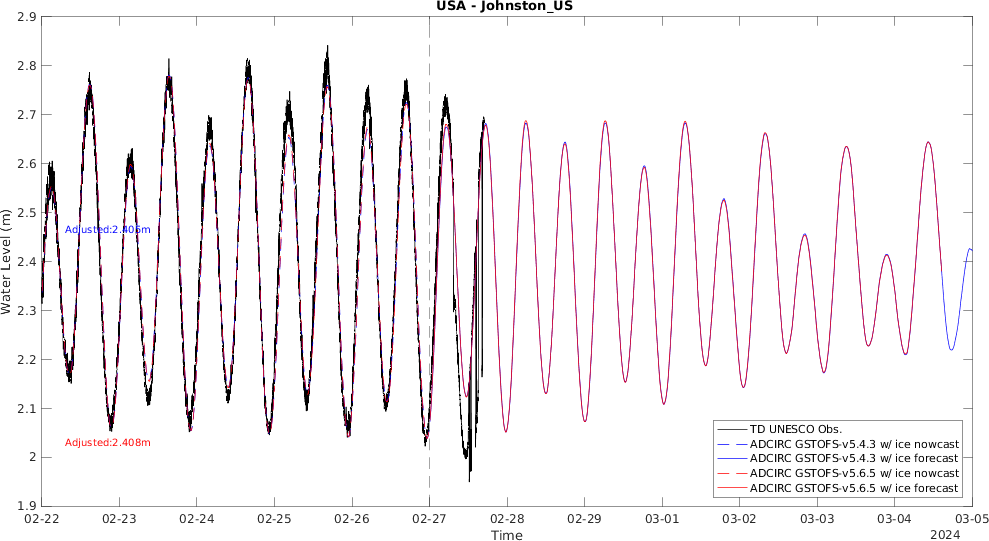 USA - Johnston_US
Water Level (m)
2.9
2.8
2.7
2.6
2.5
2.4
2.3
2.2
2.1
2
1.9
Adjusted:2.405m
Adjusted:2.408m
TD UNESCO Obs.
ADCIRC GSTOFS-v5.4.3 w/ ice nowcast
ADCIRC GSTOFS-v5.4.3 w/ ice forecast
ADCIRC GSTOFS-v5.6.5 w/ ice nowcast
ADCIRC GSTOFS-v5.6.5 w/ ice forecast
02-22 02-23 02-24 02-25 02-26 02-27 02-28 02-29 03-01 03-02 03-03 03-04 03-05
Time
2024